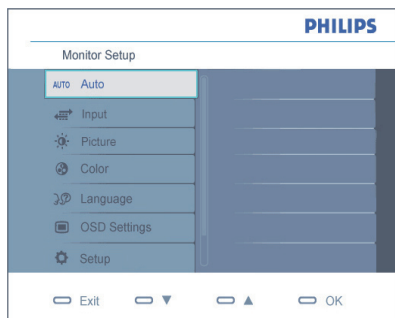 PHILIPS
Monitor Setup
AUTO Auto
Input
Picture
Color
Language
OSD Settings
Setup
Exit ▼ ▲ OK